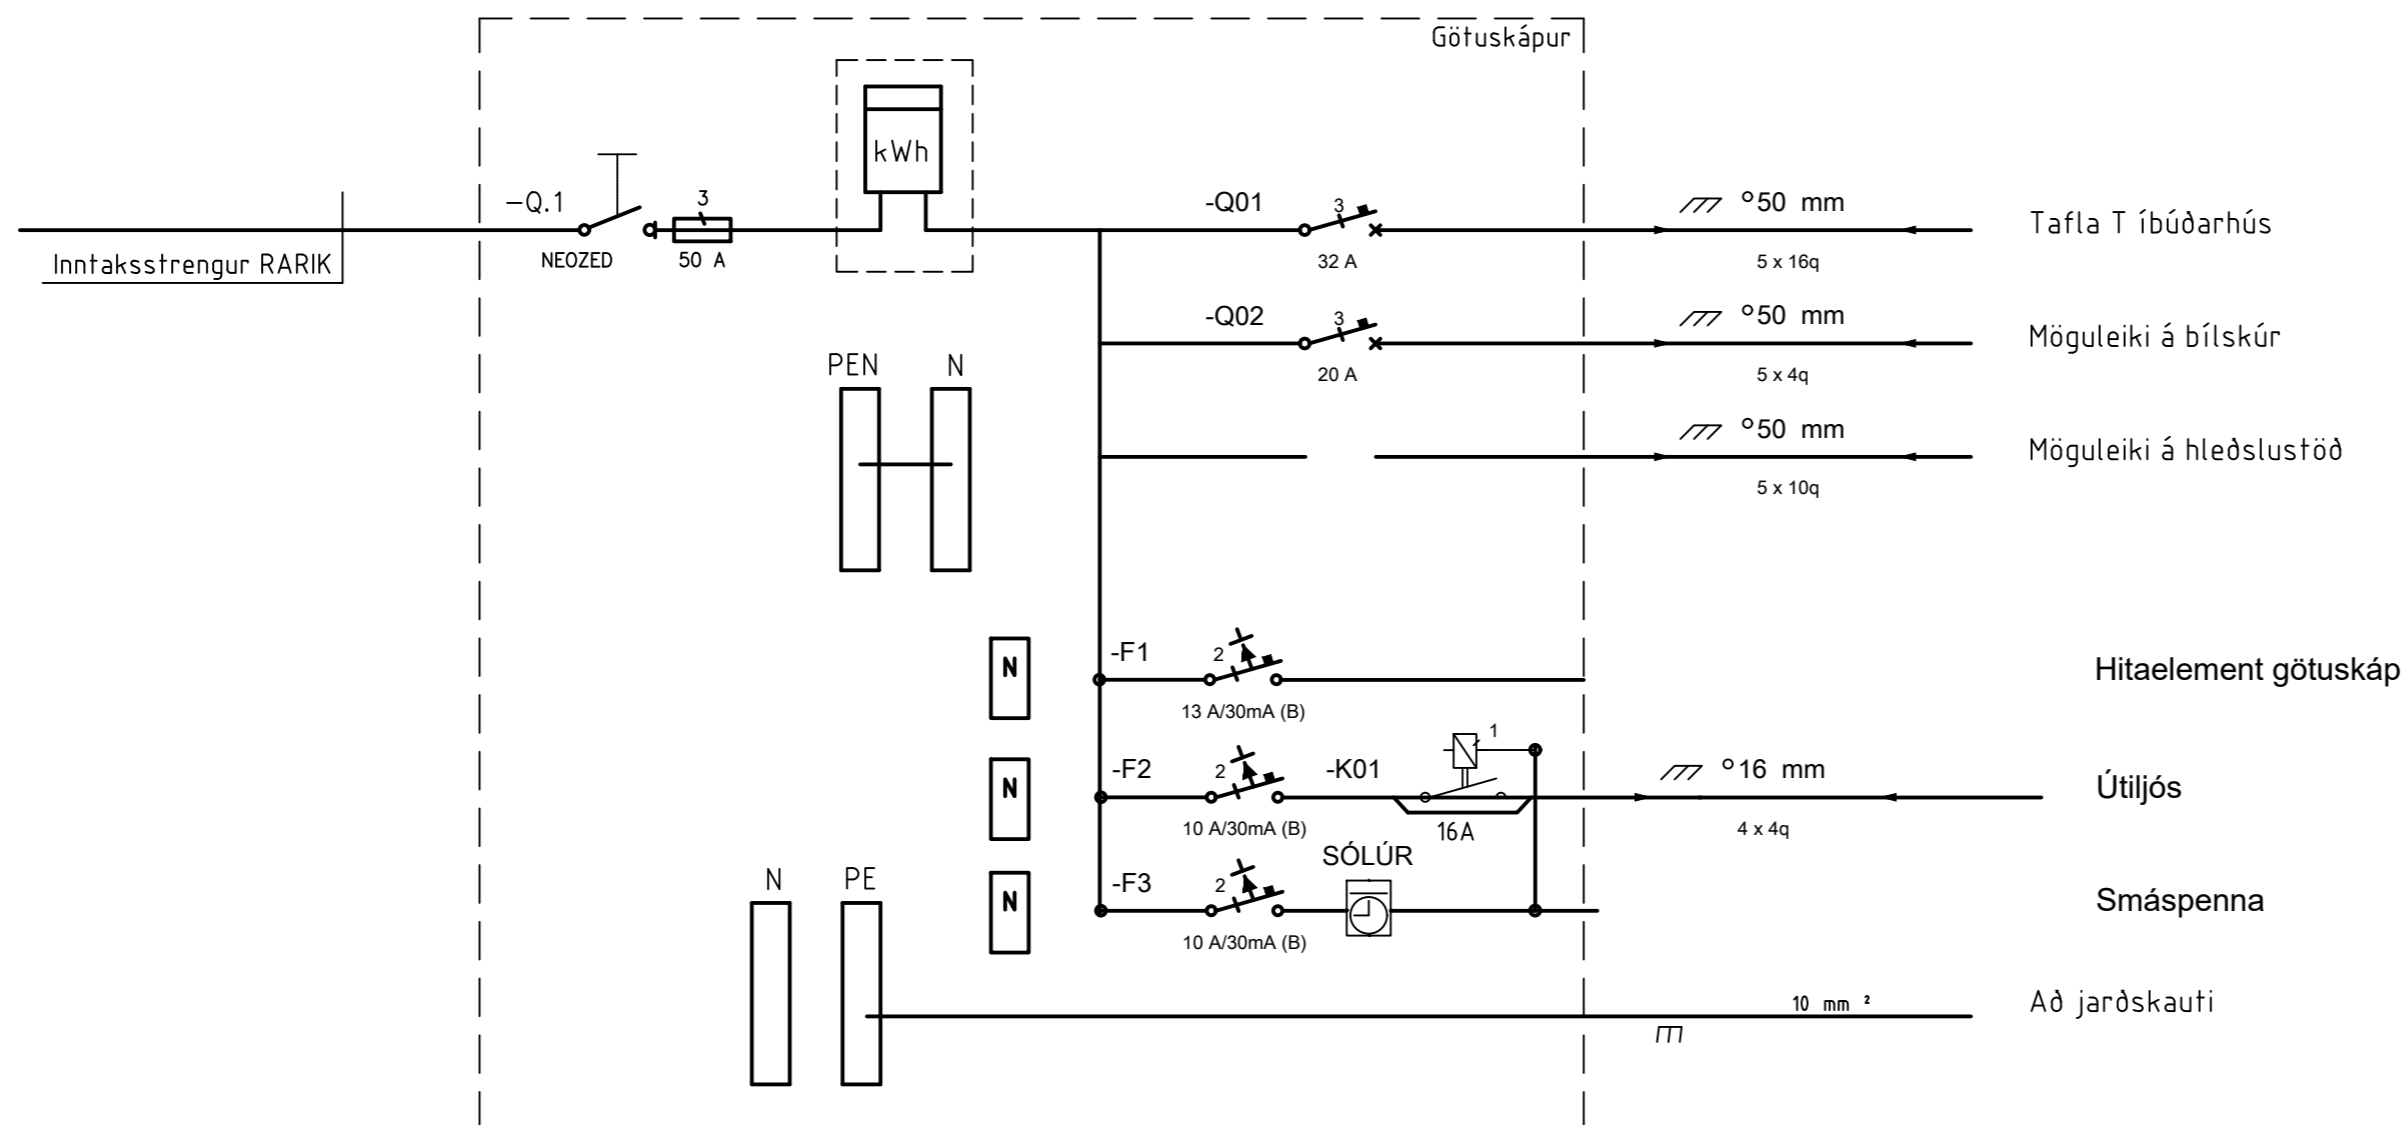 Götuskápur
kWh
-Q.1
3
NEOZED
50 A
Inntaksstrengur RARIK
-Q01
3
32 A
°50 mm
5 x 16q
Tafla T íbúðarhús
-Q02
3
20 A
°50 mm
5 x 4q
Möguleiki á bílskúr
PEN N
°50 mm
5 x 10q
Möguleiki á hleðslustöð
N
-F1
2
13 A/30mA (B)
Hitaelement götuskáp
N
-F2
2
10 A/30mA (B)
-K01
1
16A
°16 mm
4 x 4q
Útiljós
N
-F3
2
10 A/30mA (B)
SÓLÚR
Smáspenna
N PE
10 mm ²
Að jarðskauti